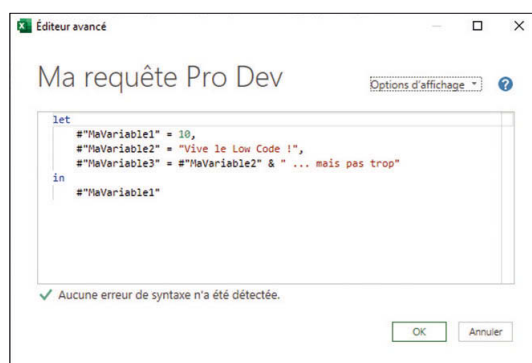 Éditeur avancé
Ma requête Pro Dev
Options d'affichage
let
#"MaVariable1" = 10,
#"MaVariable2" = "Vive le Low Code !",
#"MaVariable3" = #"MaVariable2" & " ... mais pas trop"
in
#"MaVariable1"
Aucune erreur de syntaxe n'a été détectée.
OK
Annuler